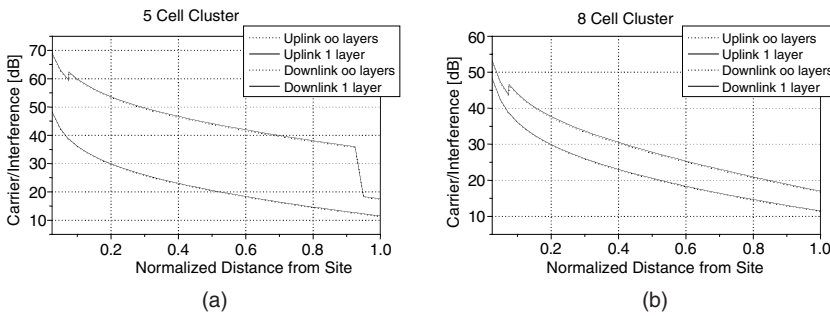 5 Cell Cluster
Uplink oo layers
Uplink 1 layer
Downlink oo layers
Downlink 1 layer
Carrier/Interference [dB]
70
60
50
40
30
20
10
0.2
0.4
0.6
0.8
1.0
Normalized Distance from Site
(a)
8 Cell Cluster
Uplink oo layers
Uplink 1 layer
Downlink oo layers
Downlink 1 layer
Carrier/Interference [dB]
60
50
40
30
20
10
0.2
0.4
0.6
0.8
1.0
Normalized Distance from Site
(b)